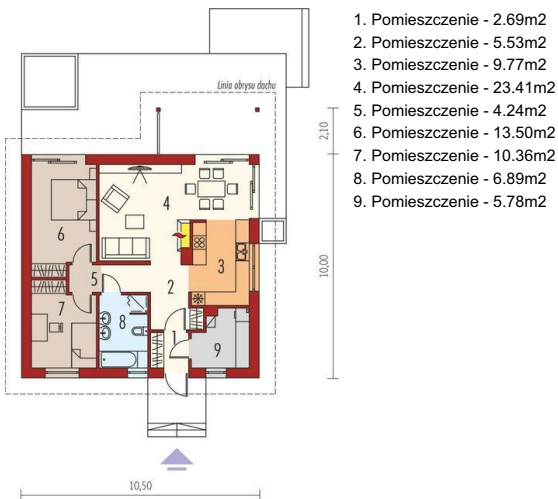 1. Pomieszczenie - 2.69m2
2. Pomieszczenie - 5.53m2
3. Pomieszczenie - 9.77m2
4. Pomieszczenie - 23.41m2
5. Pomieszczenie - 4.24m2
6. Pomieszczenie - 13.50m2
7. Pomieszczenie - 10.36m2
8. Pomieszczenie - 6.89m2
9. Pomieszczenie - 5.78m2
Linia obrysu dachu
2,10
4
6
3
5
2
10,00
7
8
1
9
10,50